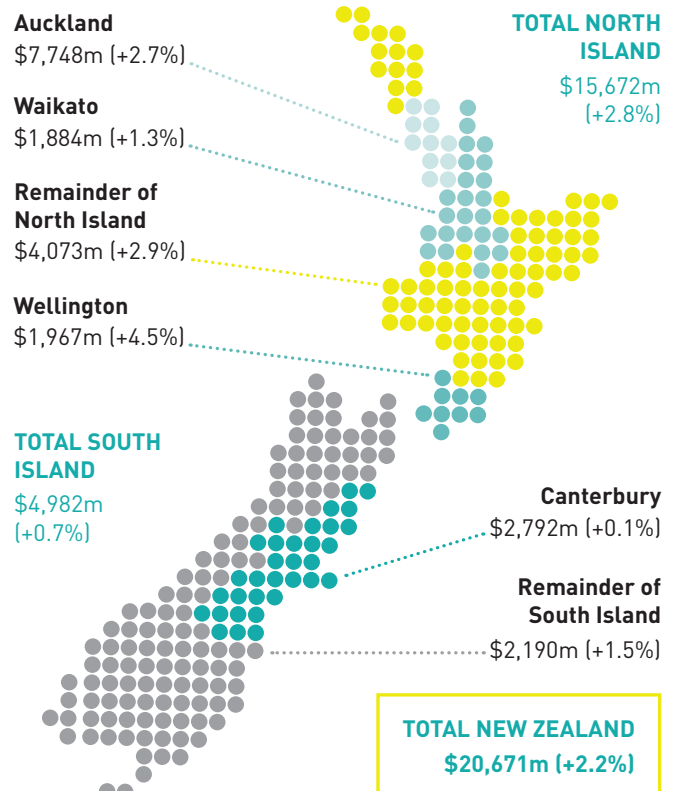 Auckland
$7,748m (+2.7%)
Waikato
$1,884m (+1.3%)
Remainder of
North Island
$4,073m (+2.9%)
Wellington
$1,967m (+4.5%)
TOTAL NORTH
ISLAND
$15,672m
(+2.8%)
TOTAL SOUTH
ISLAND
$4,982m
(+0.7%)
Canterbury
$2,792m (+0.1%)
Remainder of
South Island
$2,190m (+1.5%)
TOTAL NEW ZEALAND
$20,671m (+2.2%)